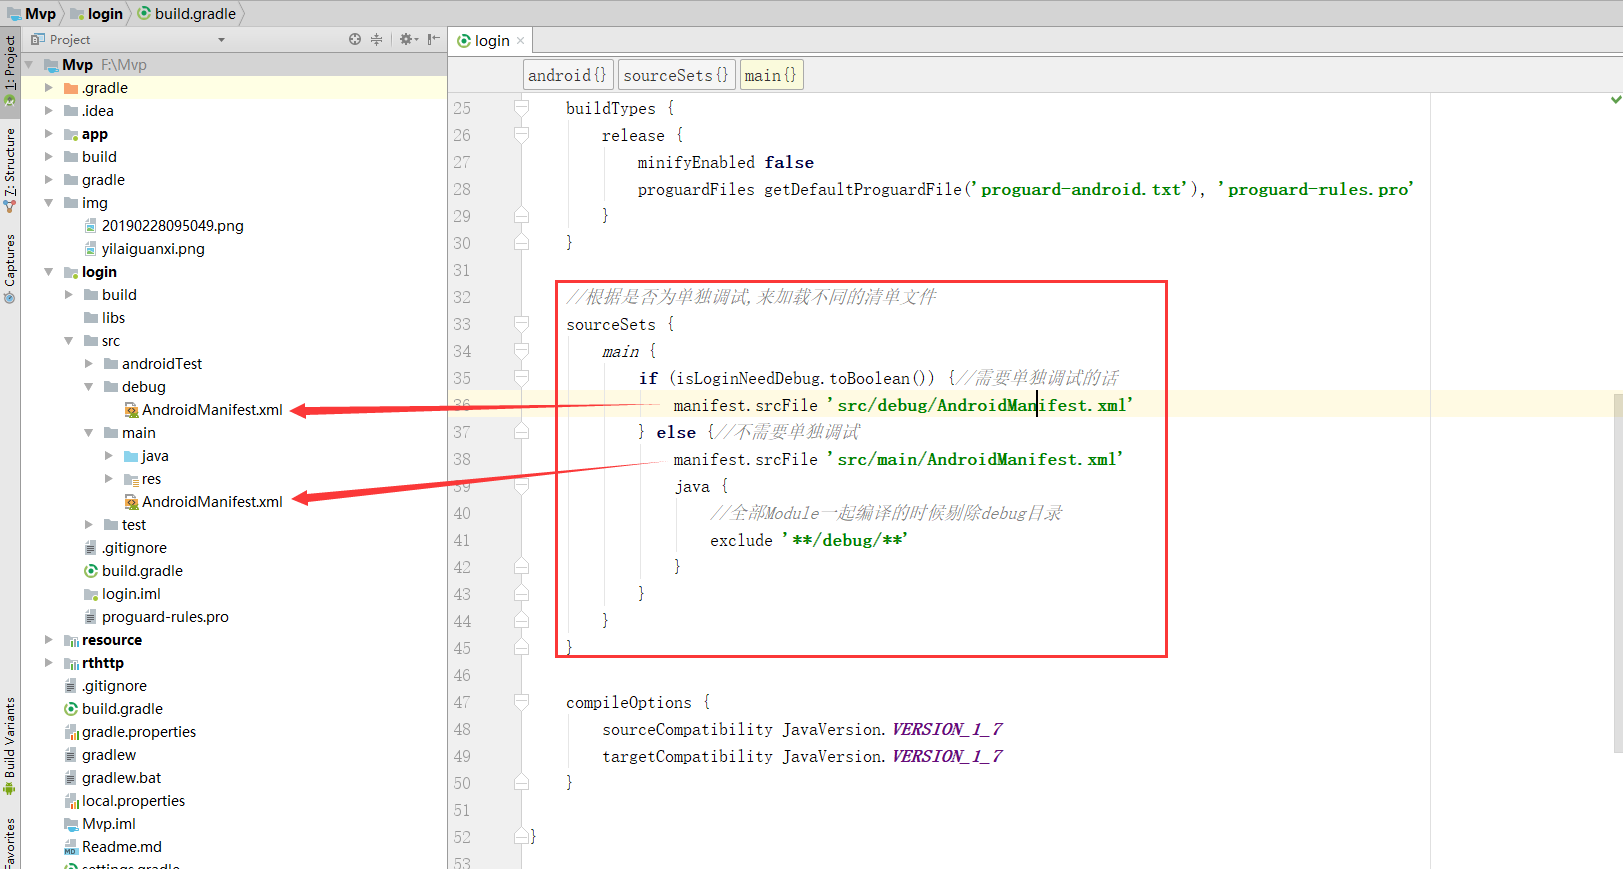 Mvp login build.gradle
Project
login
1: Project
7: Structure
Captures
Build Variants
Favorites
Mvp F:\Mvp
.gradle
.idea
app
build
gradle
img
20190228095049.png
yilaiguanxi.png
login
build
libs
src
androidTest
debug
AndroidManifest.xml
main
java
res
AndroidManifest.xml
test
.gitignore
build.gradle
login.iml
proguard-rules.pro
resource
rthttp
.gitignore
build.gradle
gradle.properties
gradlew
gradlew.bat
local.properties
Mvp.iml
Readme.md
settings.gradle
android{} sourceSets{} main{}
25 buildTypes {
26 release {
27 minifyEnabled false
28 proguardFiles getDefaultProguardFile('proguard-android.txt'), 'proguard-rules.pro'
29 }
30 }
31
32 //根据是否为单独调试,来加载不同的清单文件
33 sourceSets {
34 main {
35 if (isLoginNeedDebug.toBoolean()) {//需要单独调试的话
36 manifest.srcFile 'src/debug/AndroidManifest.xml'
37 } else {//不需要单独调试
38 manifest.srcFile 'src/main/AndroidManifest.xml'
39 java {
40 //全部Module一起编译的时候剔除debug目录
41 exclude '**/debug/**'
42 }
43 }
44 }
45 }
46
47 compileOptions {
48 sourceCompatibility JavaVersion.VERSION_1_7
49 targetCompatibility JavaVersion.VERSION_1_7
50 }
51
52 }
53